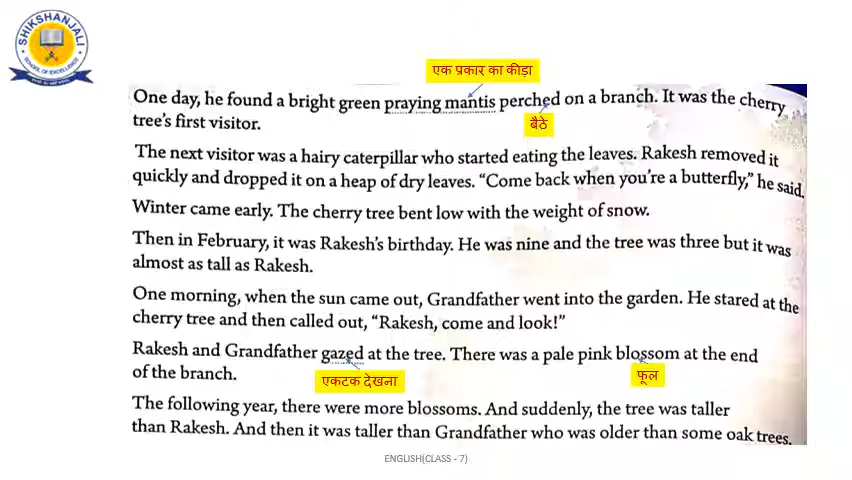 SHIKSHANJALI
SCHOOL OF EXCELLENCE
एक प्रकार का कीड़ा
One day, he found a bright green praying mantis perched on a branch. It was the cherry
tree's first visitor.
बैठे
The next visitor was a hairy caterpillar who started eating the leaves. Rakesh removed it
quickly and dropped it on a heap of dry leaves. “Come back when you're a butterfly,” he said.
Winter came early. The cherry tree bent low with the weight of snow.
Then in February, it was Rakesh's birthday. He was nine and the tree was three but it was
almost as tall as Rakesh.
One morning, when the sun came out, Grandfather went into the garden. He stared at the
cherry tree and then called out, “Rakesh, come and look!”
Rakesh and Grandfather gazed at the tree. There was a pale pink blossom at the end
of the branch.
एकटक देखना
फूल
The following year, there were more blossoms. And suddenly, the tree was taller
than Rakesh. And then it was taller than Grandfather who was older than some oak trees.
ENGLISH(CLASS - 7)